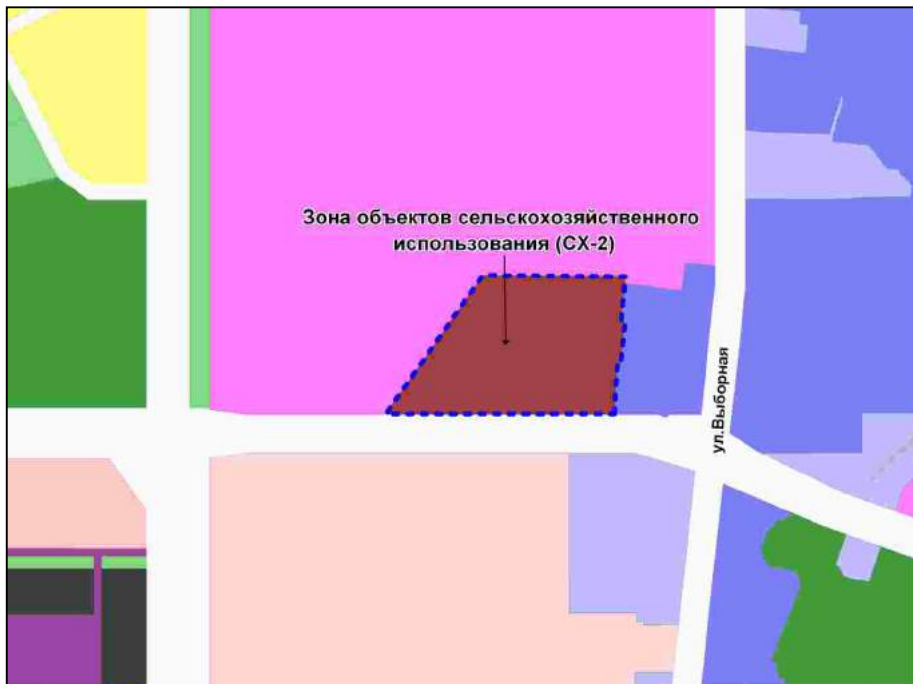 Зона объектов сельскохозяйственного
использования (СХ-2)
ул.Выборная